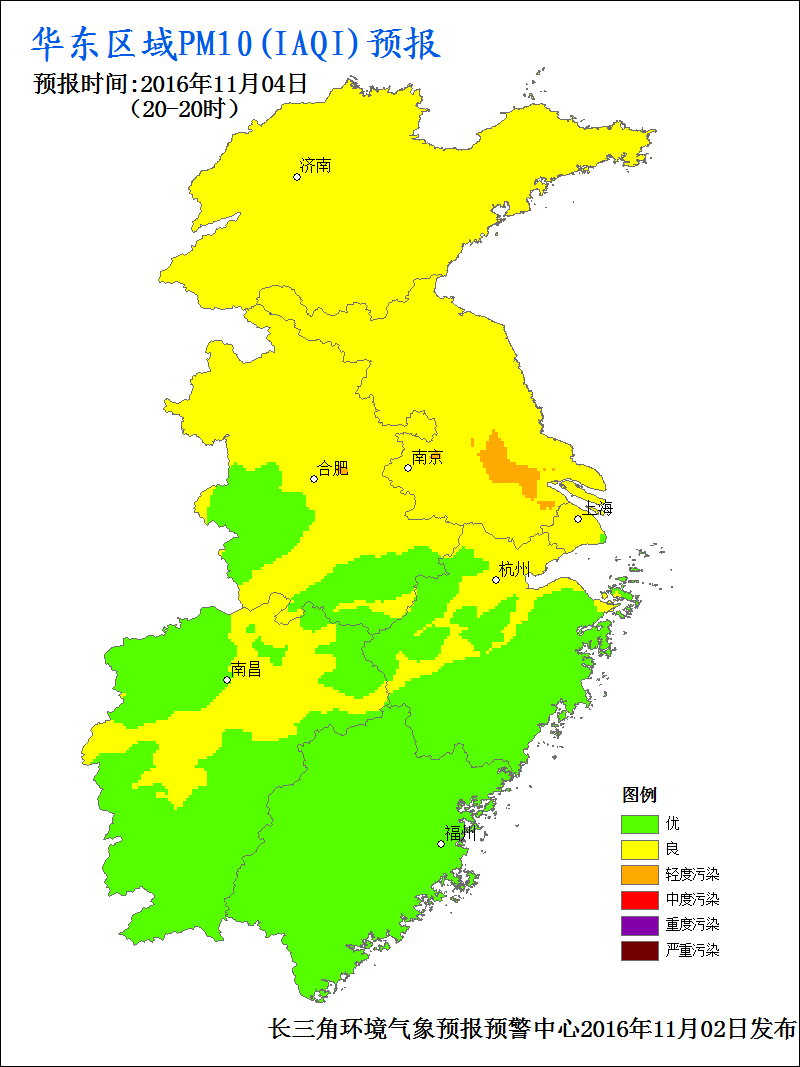 华东区域PM10(IAQI)预报
预报时间:2016年11月04日
（20-20时）
济南
合肥
南京
上海
杭州
南昌
福州
图例
优
良
轻度污染
中度污染
重度污染
严重污染
长三角环境气象预报预警中心2016年11月02日发布